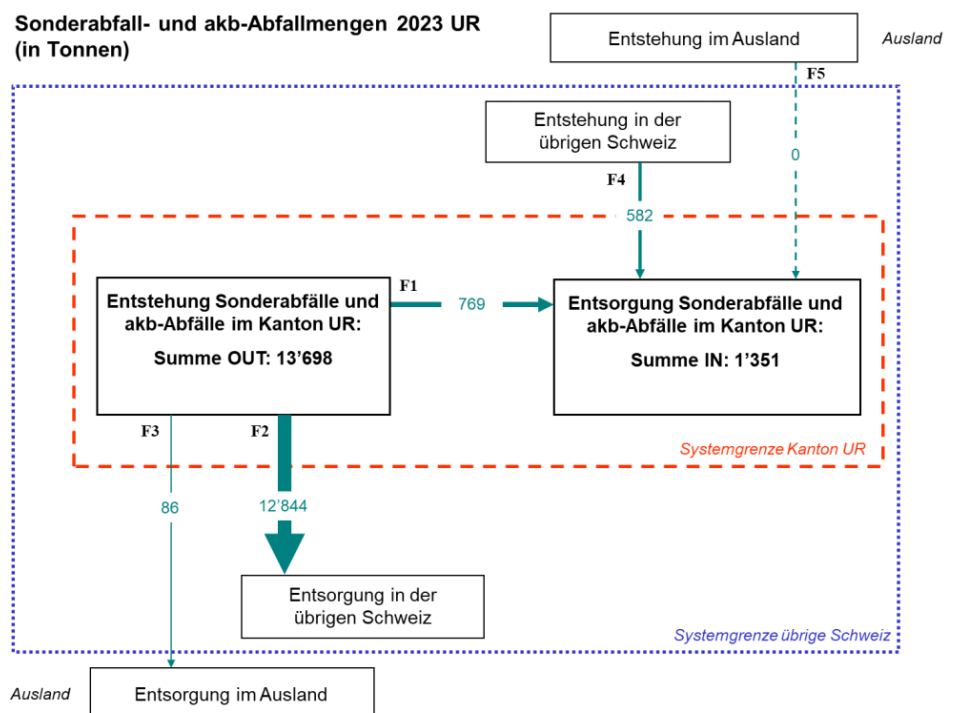 Sonderabfall- und akb-Abfallmengen 2023 UR
(in Tonnen)
Entstehung im Ausland
Ausland
F5
Entstehung in der
übrigen Schweiz
0
F4
582
F1
Entstehung Sonderabfälle und
akb-Abfälle im Kanton UR:
Summe OUT: 13’698
769
Entsorgung Sonderabfälle und
akb-Abfälle im Kanton UR:
Summe IN: 1’351
F3
F2
Systemgrenze Kanton UR
86
12’844
Entsorgung in der
übrigen Schweiz
Systemgrenze übrige Schweiz
Ausland
Entsorgung im Ausland